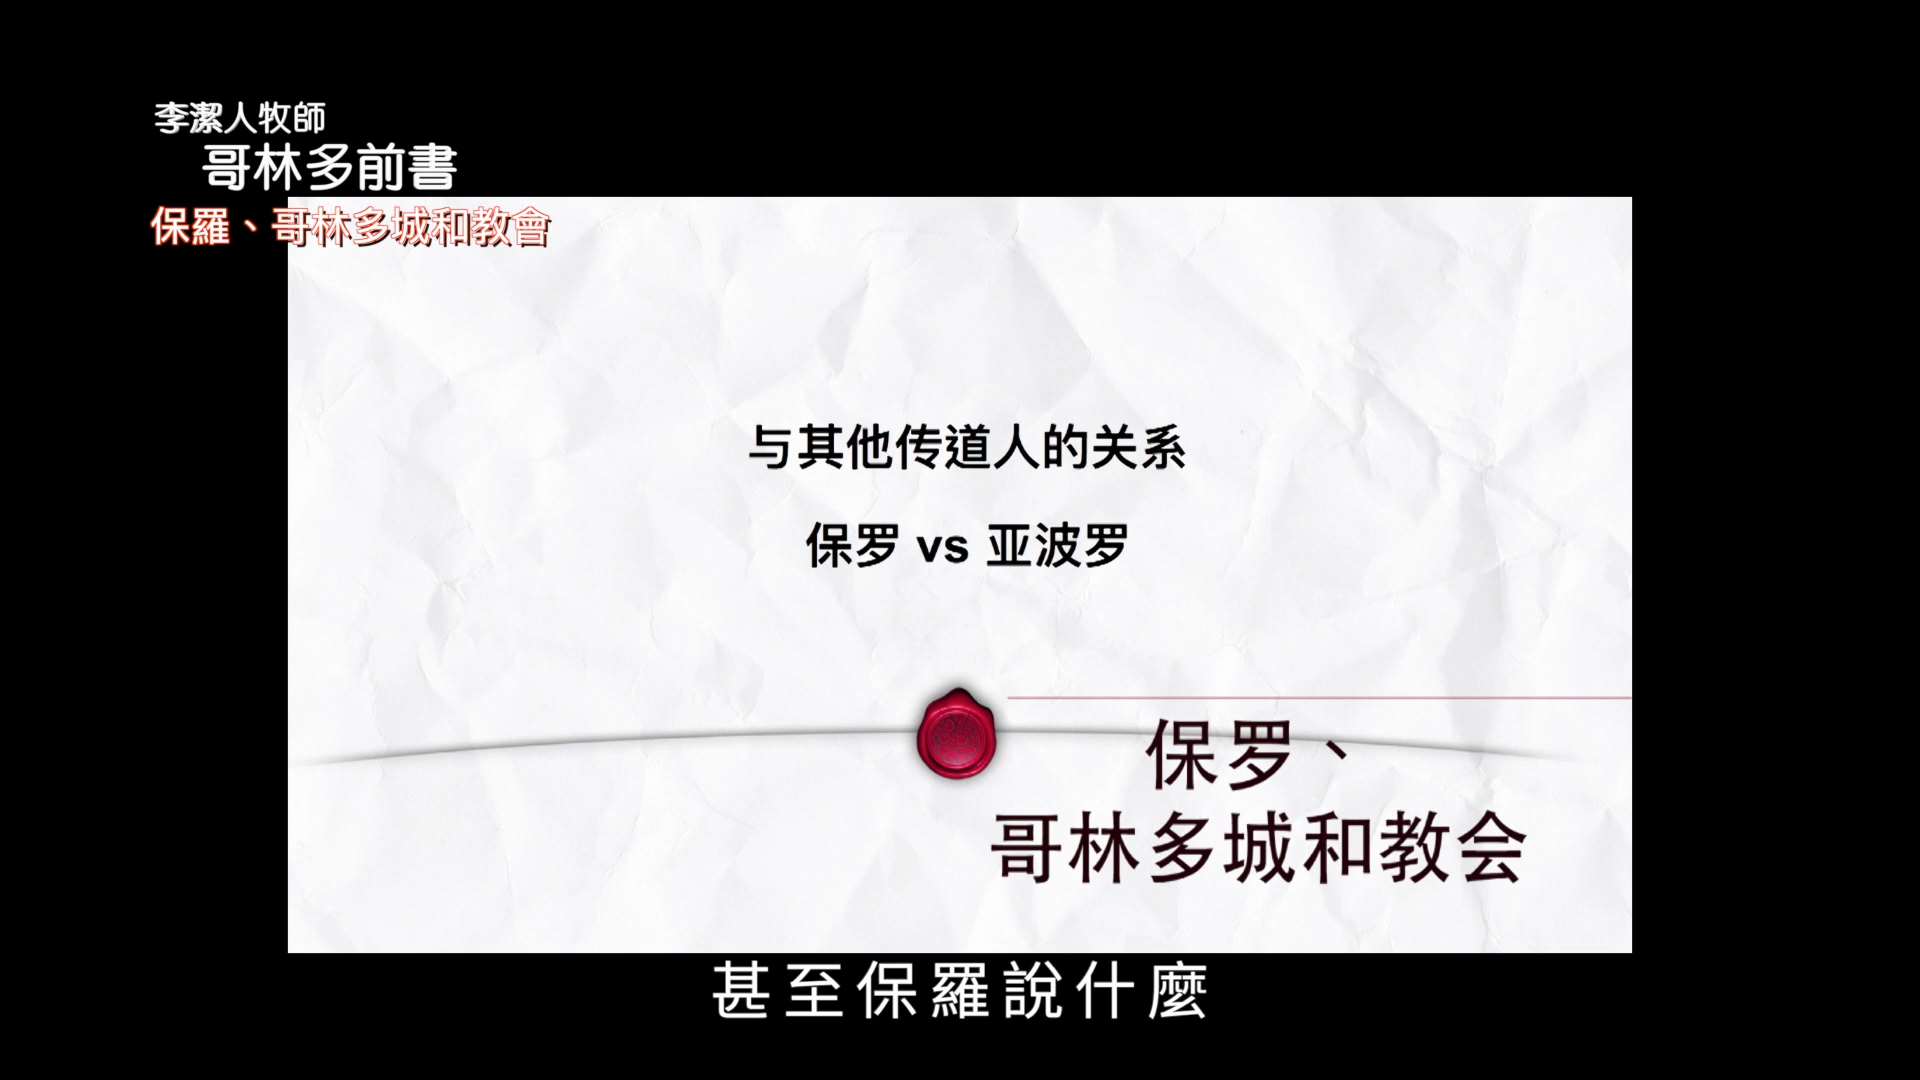 李潔人牧師
哥林多前書
保羅、哥林多城和教會
与其他传道人的关系
保罗 vs 亚波罗
保罗、
哥林多城和教会
甚至保羅說什麼